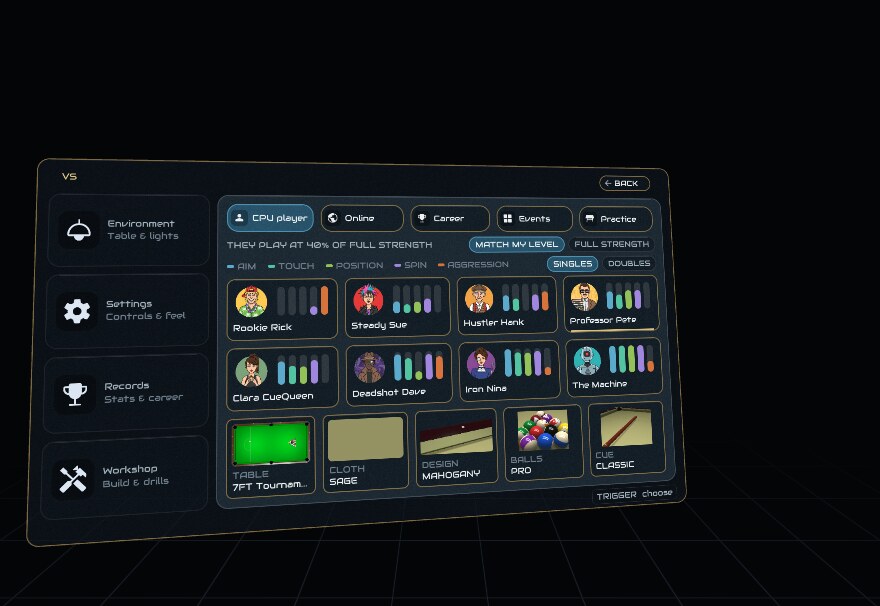 VS
← BACK
Environment
Table & lights
Settings
Controls & feel
Records
Stats & career
Workshop
Build & drills
CPU player
Online
Career
Events
Practice
THEY PLAY AT 40% OF FULL STRENGTH
MATCH MY LEVEL
FULL STRENGTH
AIM
TOUCH
POSITION
SPIN
AGGRESSION
SINGLES
DOUBLES
Rookie Rick
Steady Sue
Hustler Hank
Professor Pete
Clara CueQueen
Deadshot Dave
Iron Nina
The Machine
TABLE
7FT Tournam...
CLOTH
SAGE
DESIGN
MAHOGANY
BALLS
PRO
CUE
CLASSIC
TRIGGER choose